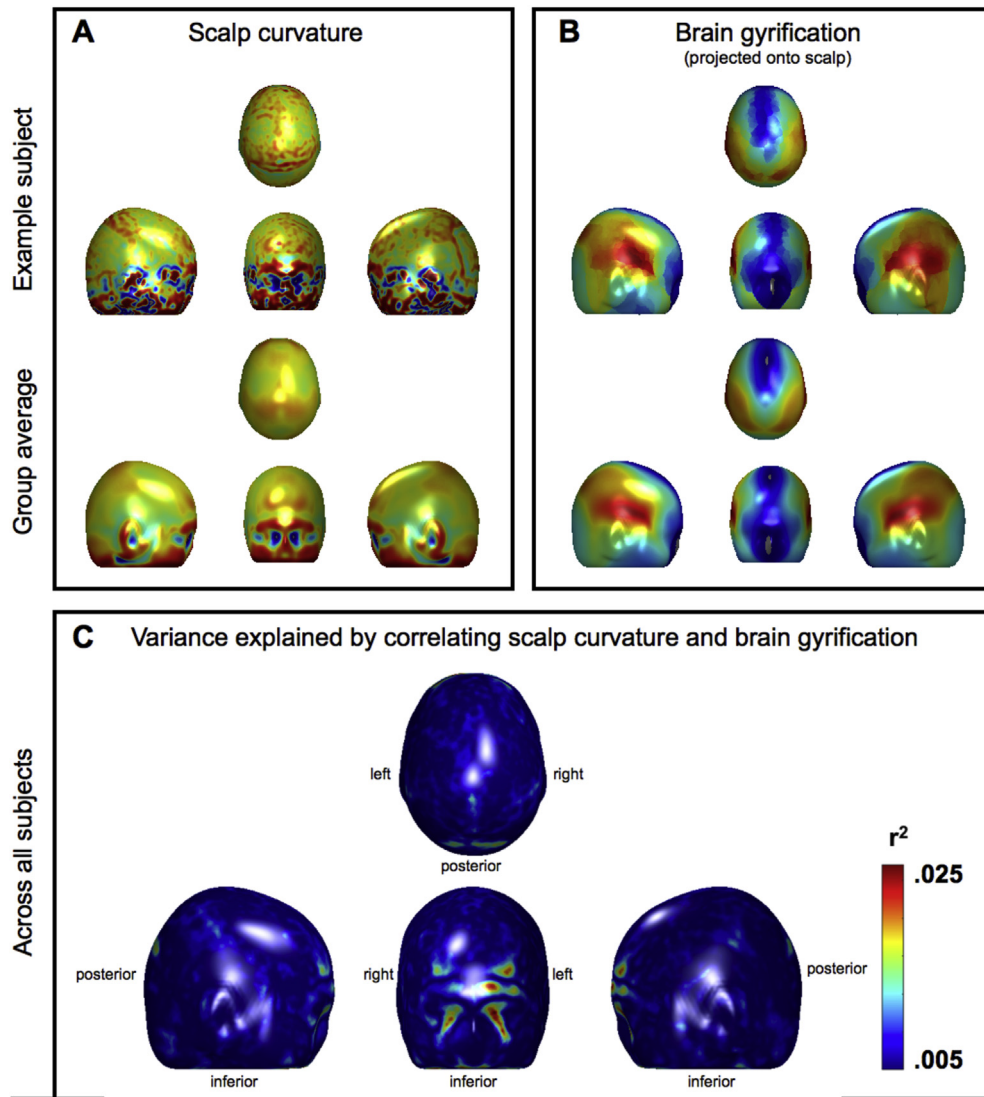 A
Scalp curvature
B
Brain gyrification
(projected onto scalp)
Example subject
Group average
C
Variance explained by correlating scalp curvature and brain gyrification
Across all subjects
left
right
posterior
r²
.025
.005
posterior
right
left
posterior
inferior
inferior
inferior